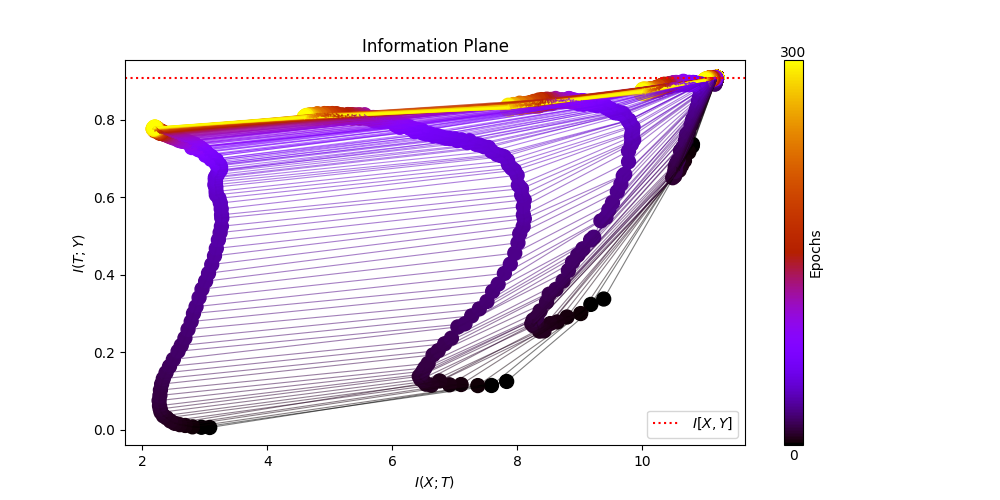 Information Plane
300
0.8
0.6
0.4
0.2
0.0
I(T; Y)
Epochs
I[X, Y]
2
4
6
8
10
0
I(X; T)